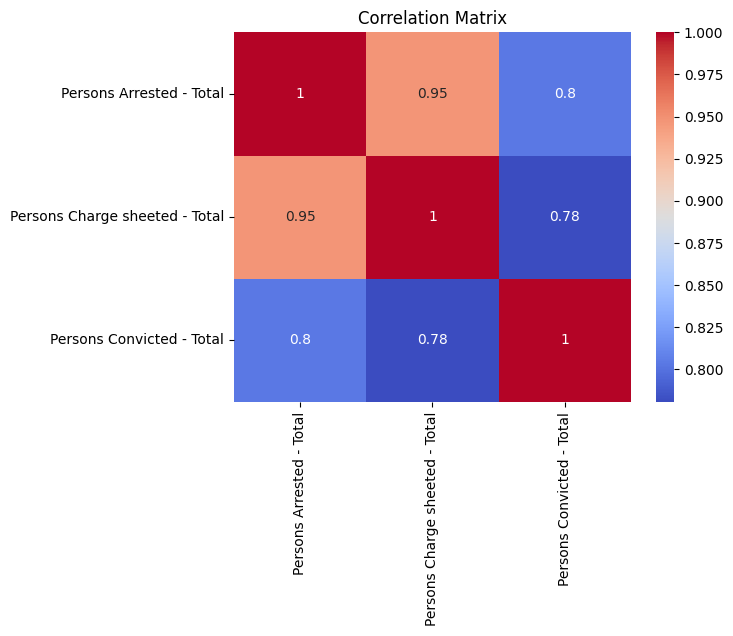 Correlation Matrix
Persons Arrested - Total
1
0.95
0.8
Persons Charge sheeted - Total
0.95
1
0.78
Persons Convicted - Total
0.8
0.78
1
Persons Arrested - Total
Persons Charge sheeted - Total
Persons Convicted - Total
1.000
0.975
0.950
0.925
0.900
0.875
0.850
0.825
0.800